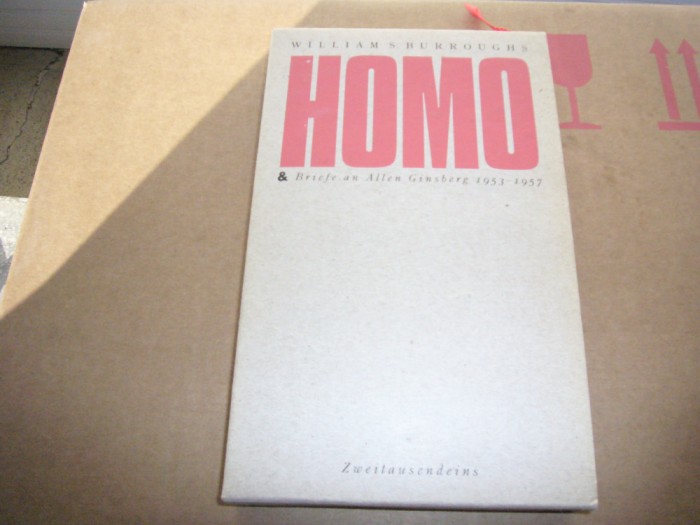 WILLIAM S. BURROUGHS
HOMO
& Briefe an Allen Ginsberg 1953-1957
Zweitausendeins